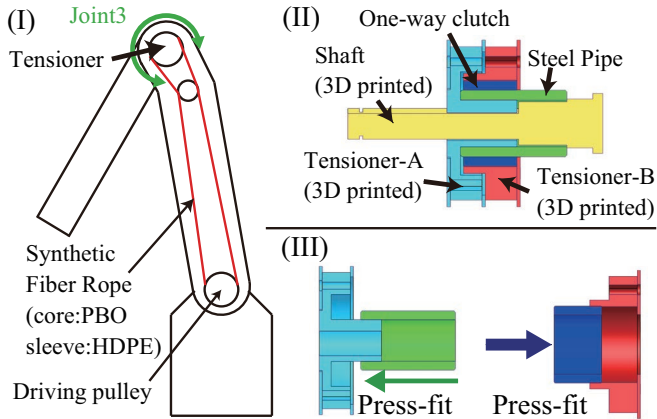 (I)
Joint3
Tensioner
Synthetic
Fiber Rope
(core:PBO
sleeve:HDPE)
Driving pulley
(II)
One-way clutch
Shaft
(3D printed)
Steel Pipe
Tensioner-A
(3D printed)
Tensioner-B
(3D printed)
(III)
Press-fit
Press-fit